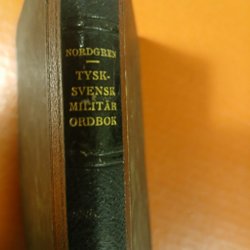 NORDGREN
TYSK-
SVENSK
MILITÄR
ORDBOK